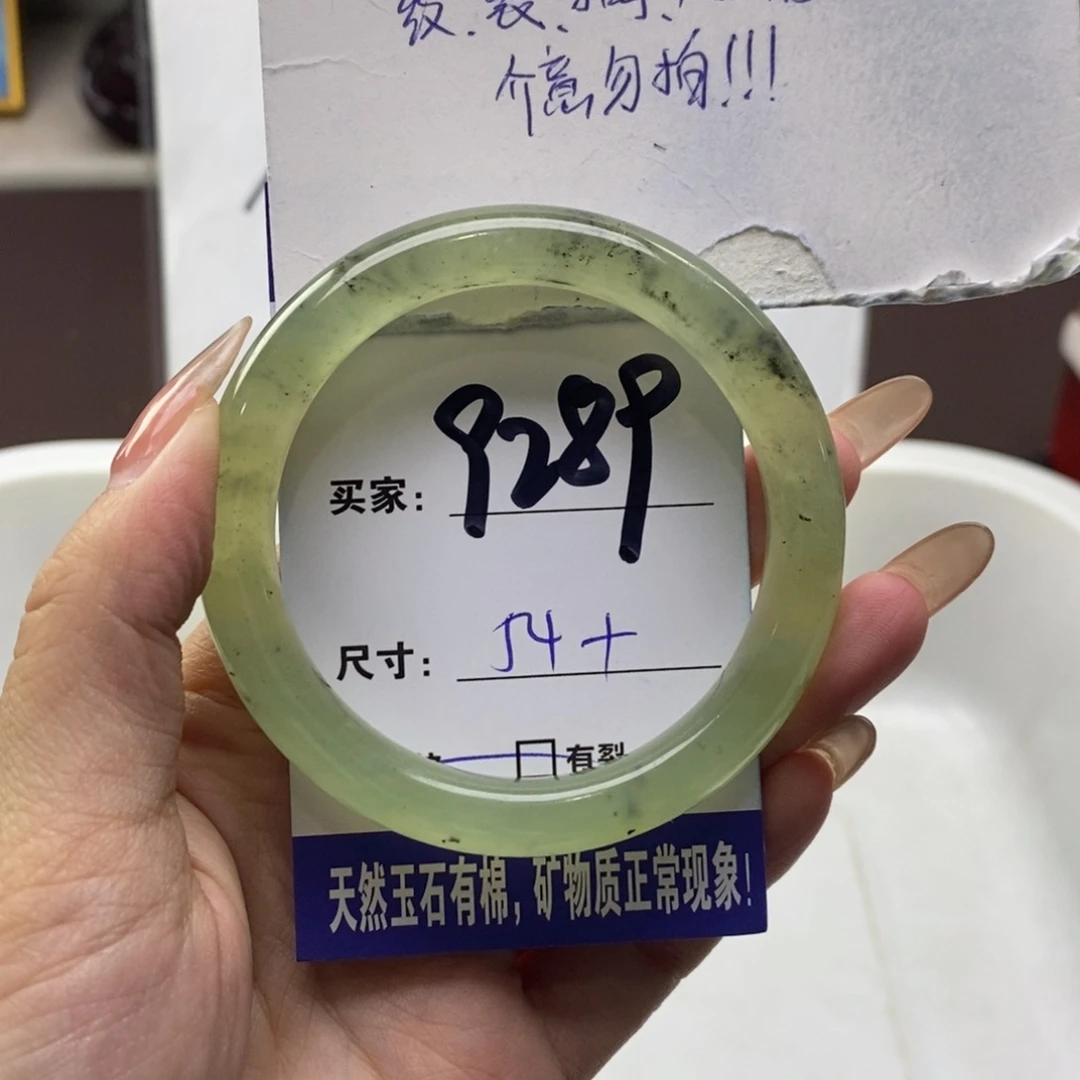 介意勿拍!!!
买家: 9289
尺寸: 54+
有裂
天然玉石有棉,矿物质正常现象!